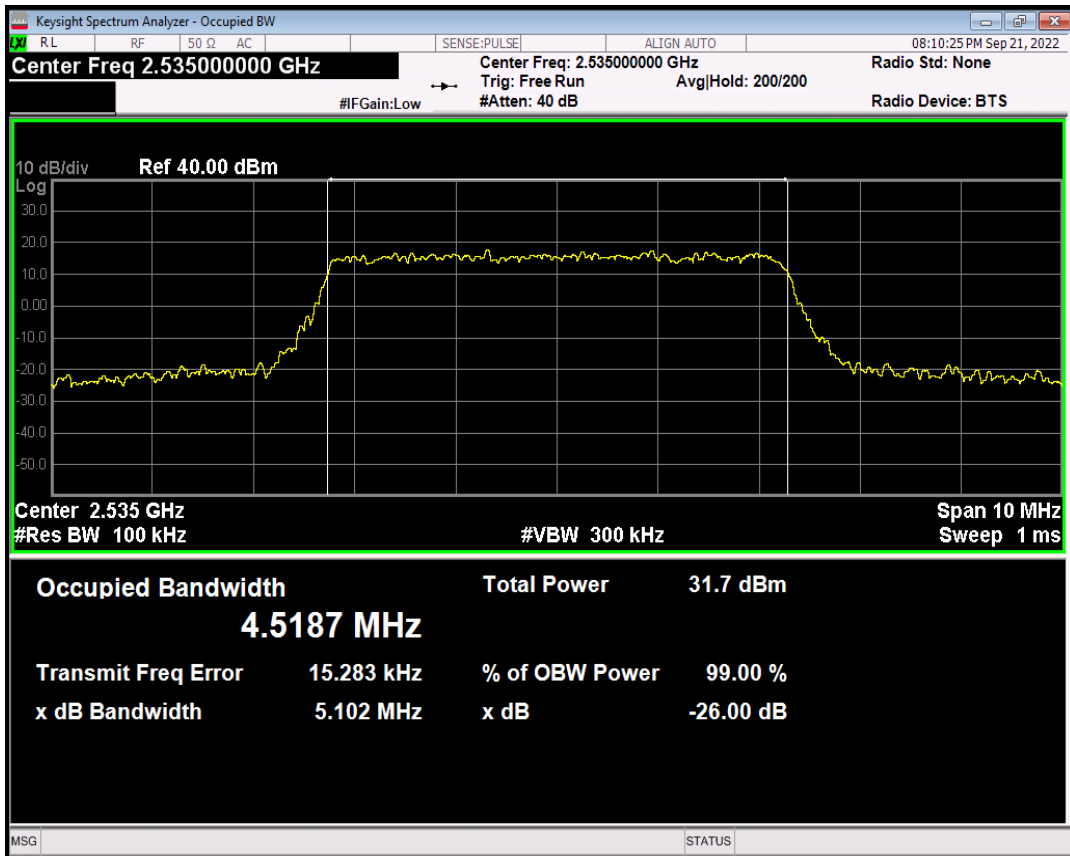 Keysight Spectrum Analyzer - Occupied BW
LXI RL RF 50 Ω AC SENSE:PULSE ALIGN AUTO 08:10:25 PM Sep 21, 2022
Center Freq 2.535000000 GHz Center Freq: 2.535000000 GHz Radio Std: None
Trig: Free Run Avg|Hold: 200/200
#IFGain:Low #Atten: 40 dB Radio Device: BTS
10 dB/div Ref 40.00 dBm
Log
30.0
20.0
10.0
0.00
-10.0
-20.0
-30.0
-40.0
-50.0
Center 2.535 GHz Span 10 MHz
#Res BW 100 kHz #VBW 300 kHz Sweep 1 ms
Occupied Bandwidth Total Power 31.7 dBm
4.5187 MHz
Transmit Freq Error 15.283 kHz % of OBW Power 99.00 %
x dB Bandwidth 5.102 MHz x dB -26.00 dB
MSG STATUS